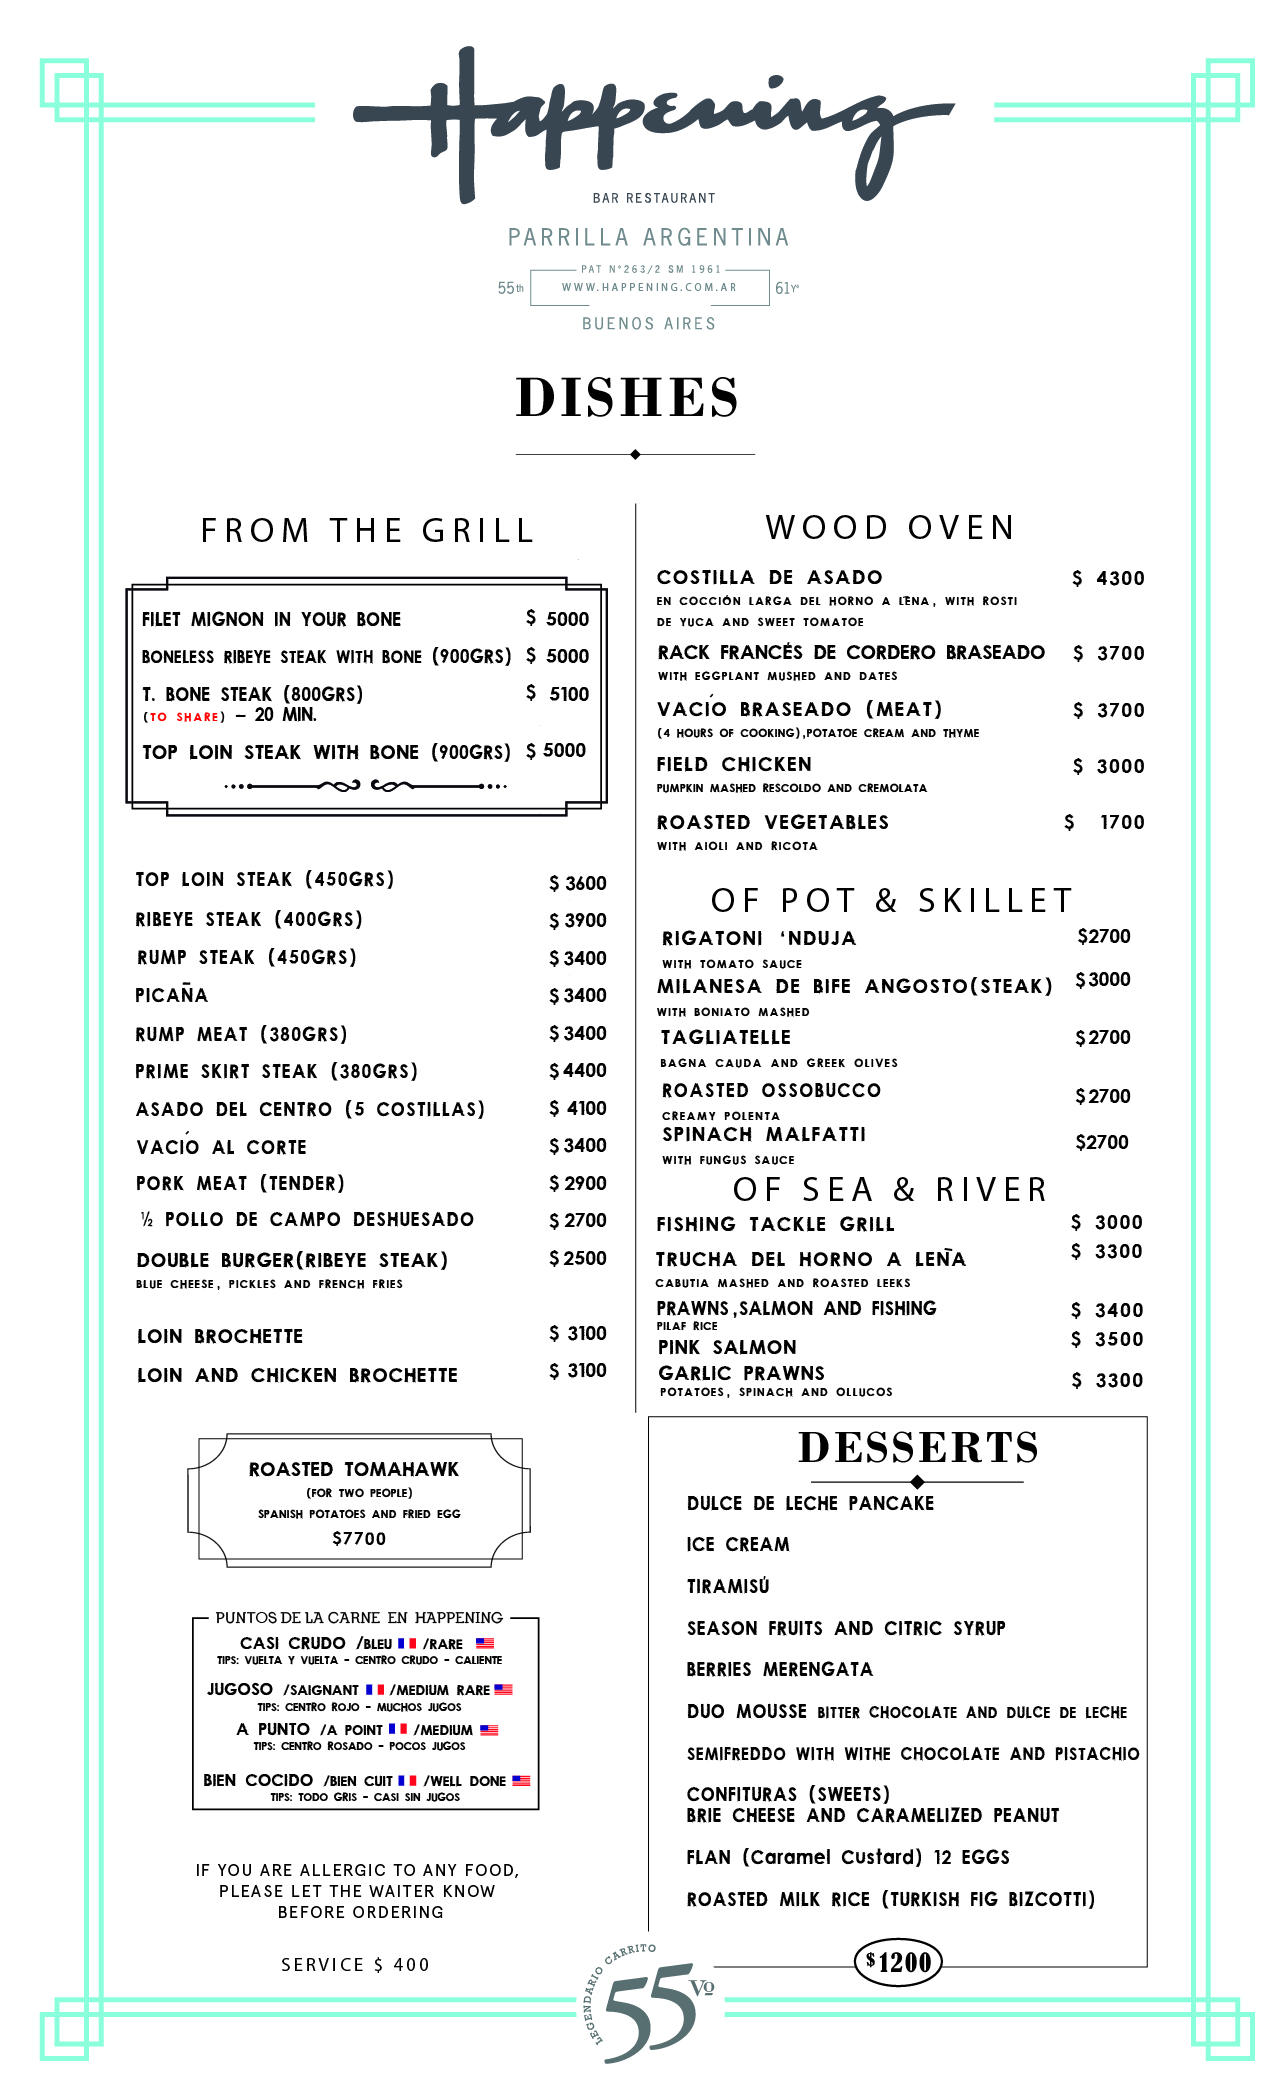 Happening
BAR RESTAURANT
PARRILLA ARGENTINA
PAT N°263/2 SM 1961
55th WWW.HAPPENING.COM.AR 61Yº
BUENOS AIRES
DISHES
FROM THE GRILL
FILET MIGNON IN YOUR BONE $ 5000
BONELESS RIBEYE STEAK WITH BONE (900GRS) $ 5000
T. BONE STEAK (800GRS) $ 5100
(TO SHARE) – 20 MIN.
TOP LOIN STEAK WITH BONE (900GRS) $ 5000
TOP LOIN STEAK (450GRS) $ 3600
RIBEYE STEAK (400GRS) $ 3900
RUMP STEAK (450GRS) $ 3400
PICAÑA $ 3400
RUMP MEAT (380GRS) $ 3400
PRIME SKIRT STEAK (380GRS) $ 4400
ASADO DEL CENTRO (5 COSTILLAS) $ 4100
VACÍO AL CORTE $ 3400
PORK MEAT (TENDER) $ 2900
½ POLLO DE CAMPO DESHUESADO $ 2700
DOUBLE BURGER(RIBEYE STEAK) $ 2500
BLUE CHEESE, PICKLES AND FRENCH FRIES
LOIN BROCHETTE $ 3100
LOIN AND CHICKEN BROCHETTE $ 3100
ROASTED TOMAHAWK
(FOR TWO PEOPLE)
SPANISH POTATOES AND FRIED EGG
$7700
PUNTOS DE LA CARNE EN HAPPENING
CASI CRUDO /BLEU /RARE
TIPS: VUELTA Y VUELTA - CENTRO CRUDO - CALIENTE
JUGOSO /SAIGNANT /MEDIUM RARE
TIPS: CENTRO ROJO - MUCHOS JUGOS
A PUNTO /A POINT /MEDIUM
TIPS: CENTRO ROSADO - POCOS JUGOS
BIEN COCIDO /BIEN CUIT /WELL DONE
TIPS: TODO GRIS - CASI SIN JUGOS
IF YOU ARE ALLERGIC TO ANY FOOD,
PLEASE LET THE WAITER KNOW
BEFORE ORDERING
SERVICE $ 400
WOOD OVEN
COSTILLA DE ASADO $ 4300
EN COCCIÓN LARGA DEL HORNO A LEÑA, WITH ROSTI
DE YUCA AND SWEET TOMATOE
RACK FRANCÉS DE CORDERO BRASEADO $ 3700
WITH EGGPLANT MUSHED AND DATES
VACÍO BRASEADO (MEAT) $ 3700
(4 HOURS OF COOKING),POTATOE CREAM AND THYME
FIELD CHICKEN $ 3000
PUMPKIN MASHED RESCOLDO AND CREMOLATA
ROASTED VEGETABLES $ 1700
WITH AIOLI AND RICOTA
OF POT & SKILLET
RIGATONI ‘NDUJA $2700
WITH TOMATO SAUCE
MILANESA DE BIFE ANGOSTO(STEAK) $3000
WITH BONIATO MASHED
TAGLIATELLE $2700
BAGNA CAUDA AND GREEK OLIVES
ROASTED OSSOBUCCO $2700
CREAMY POLENTA
SPINACH MALFATTI $2700
WITH FUNGUS SAUCE
OF SEA & RIVER
FISHING TACKLE GRILL $ 3000
TRUCHA DEL HORNO A LEÑA $ 3300
CABUTIA MASHED AND ROASTED LEEKS
PRAWNS,SALMON AND FISHING $ 3400
PILAF RICE
PINK SALMON $ 3500
GARLIC PRAWNS $ 3300
POTATOES, SPINACH AND OLLUCOS
DESSERTS
DULCE DE LECHE PANCAKE
ICE CREAM
TIRAMISÚ
SEASON FRUITS AND CITRIC SYRUP
BERRIES MERENGATA
DUO MOUSSE BITTER CHOCOLATE AND DULCE DE LECHE
SEMIFREDDO WITH WITHE CHOCOLATE AND PISTACHIO
CONFITURAS (SWEETS)
BRIE CHEESE AND CARAMELIZED PEANUT
FLAN (Caramel Custard) 12 EGGS
ROASTED MILK RICE (TURKISH FIG BIZCOTTI)
$1200
LEGENDARIO CARRITO
55Vº